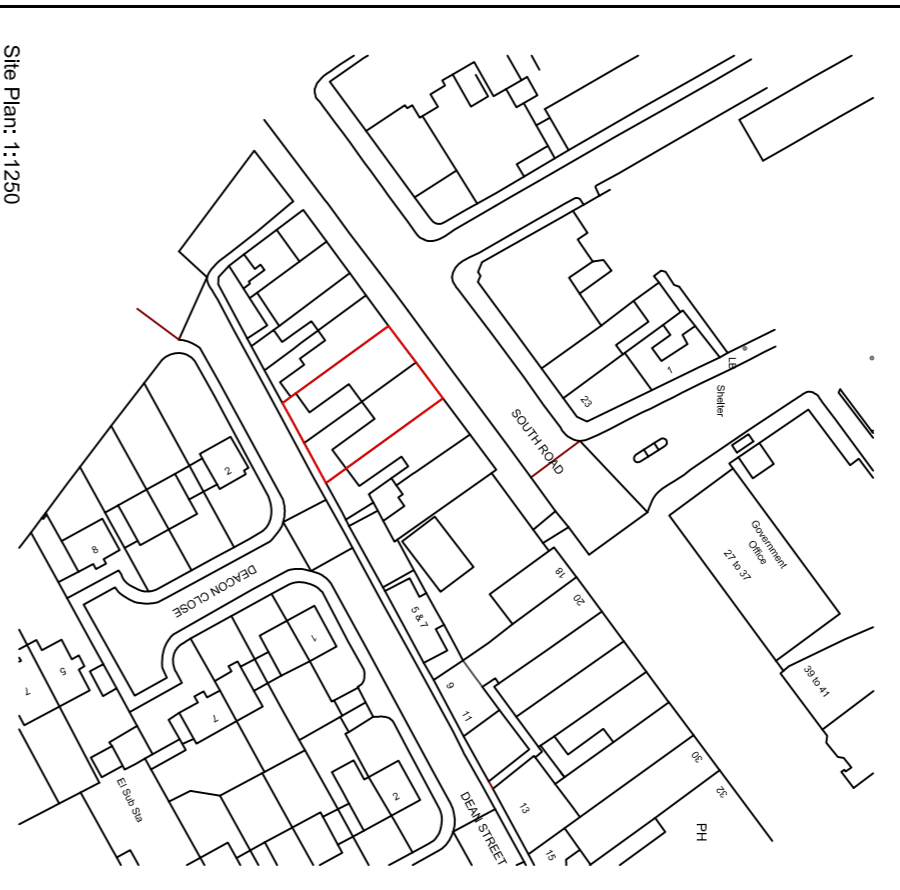 Site Plan: 1:1250
LB
Shelter
1
23
SOUTH ROAD
Government
Office
27 to 37
39 to 41
2
8
DEACON CLOSE
18
20
5 & 7
9
11
1
7
5
7
30
32
PH
El Sub Sta
2
DEAN STREET
13
15